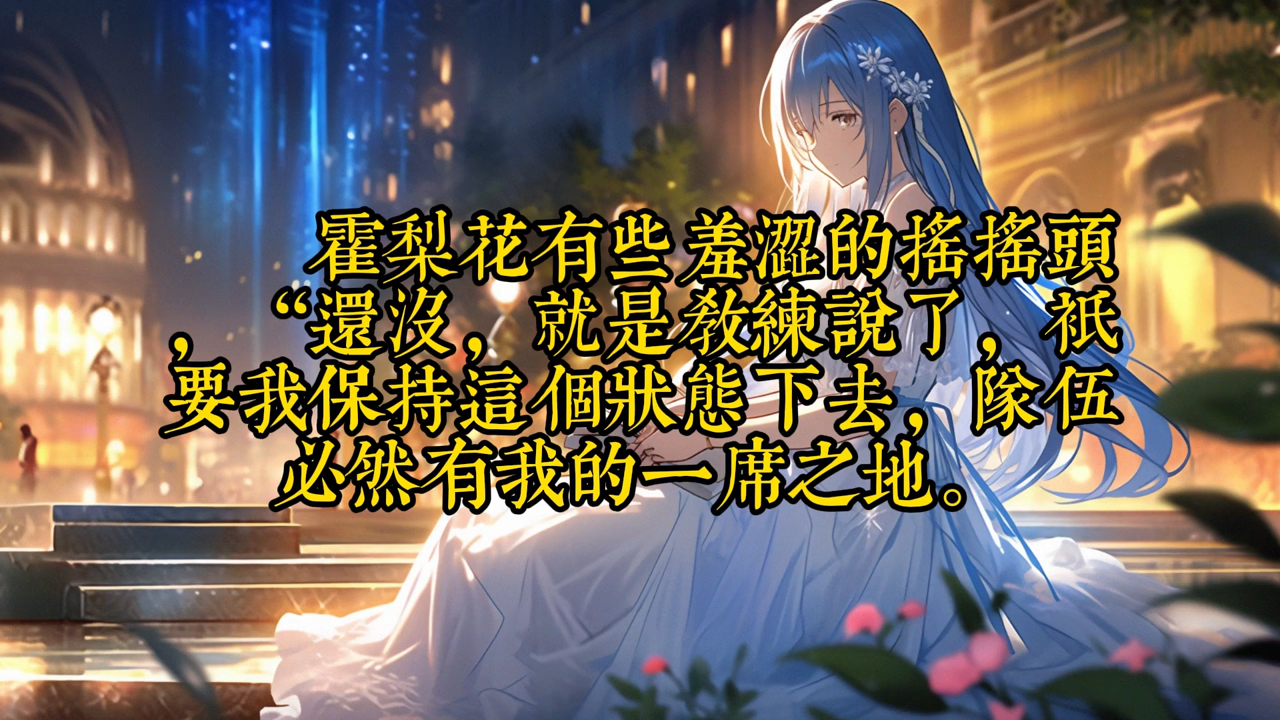 霍梨花有些羞澀的搖搖頭
，“還沒，就是教練說了，祇
要我保持這個狀態下去，隊伍
必然有我的一席之地。